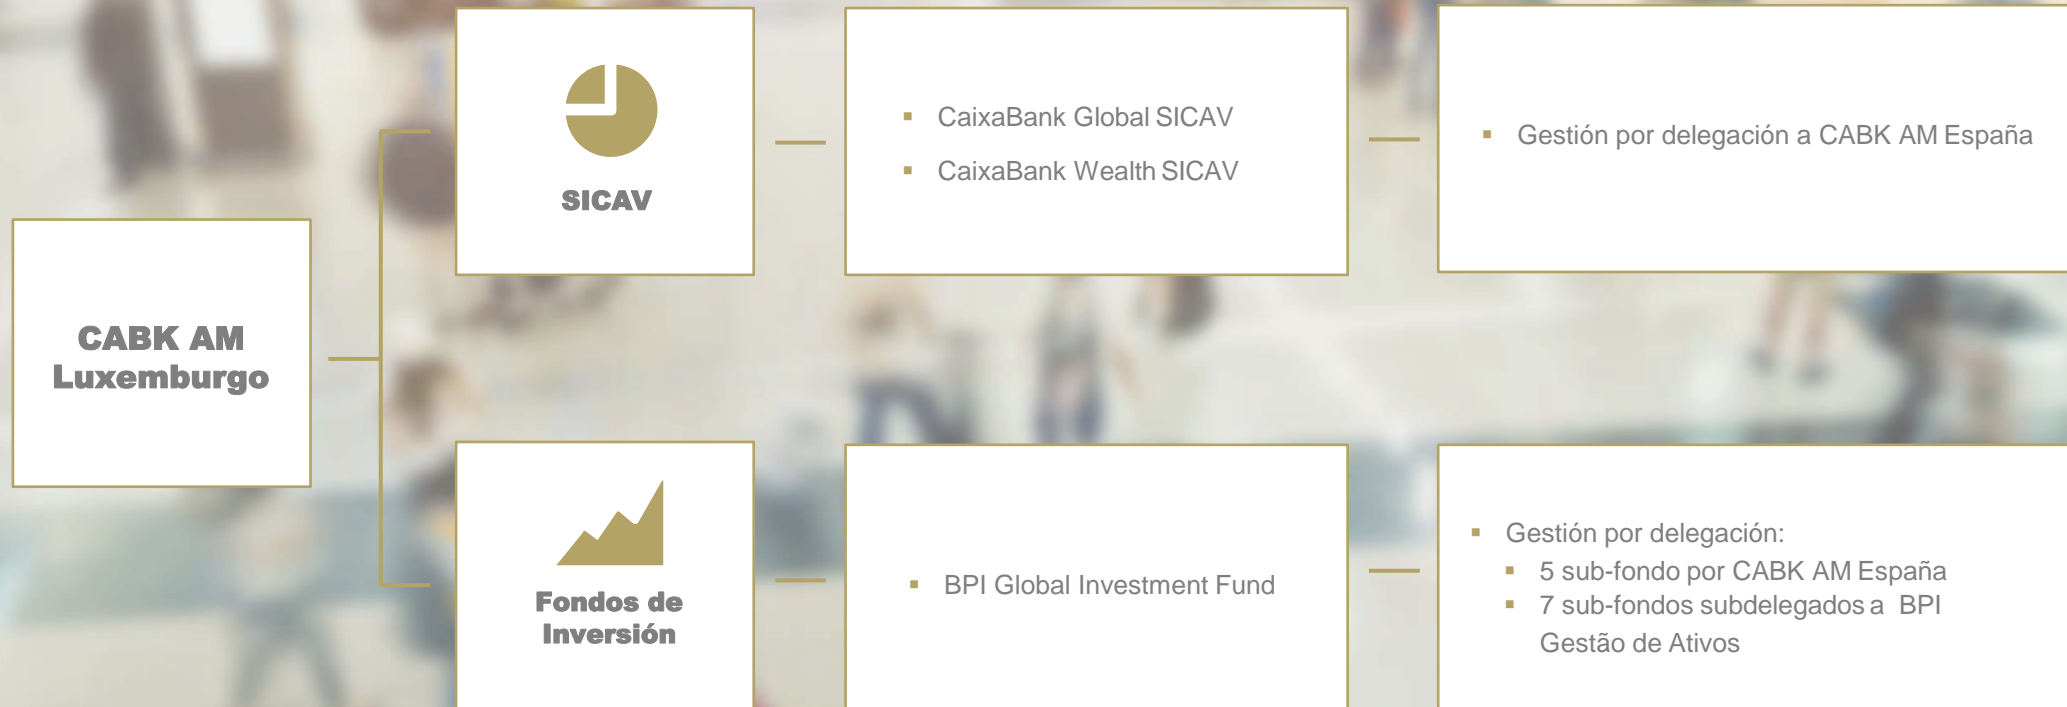 CABK AM
Luxemburgo
SICAV
▪ CaixaBank Global SICAV
▪ CaixaBank Wealth SICAV
▪ Gestión por delegación a CABK AM España
Fondos de
Inversión
▪ BPI Global Investment Fund
▪ Gestión por delegación:
▪ 5 sub-fondo por CABK AM España
▪ 7 sub-fondos subdelegados a BPI
Gestão de Ativos